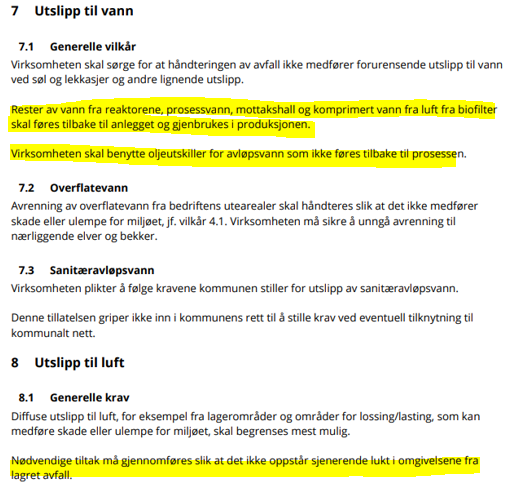 7 Utslipp til vann
7.1 Generelle vilkår
Virksomheten skal sørge for at håndteringen av avfall ikke medfører forurensende utslipp til vann
ved søl og lekkasjer og andre lignende utslipp.
Rester av vann fra reaktorene, prosessvann, mottakshall og komprimert vann fra luft fra biofilter
skal føres tilbake til anlegget og gjenbrukes i produksjonen.
Virksomheten skal benytte oljeutskiller for avløpsvann som ikke føres tilbake til prosessen.
7.2 Overflatevann
Avrenning av overflatevann fra bedriftens utearealer skal håndteres slik at det ikke medfører
skade eller ulempe for miljøet, jf. vilkår 4.1. Virksomheten må sikre å unngå avrenning til
nærliggende elver og bekker.
7.3 Sanitæravløpsvann
Virksomheten plikter å følge kravene kommunen stiller for utslipp av sanitæravløpsvann.
Denne tillatelsen griper ikke inn i kommunens rett til å stille krav ved eventuell tilknytning til
kommunalt nett.
8 Utslipp til luft
8.1 Generelle krav
Diffuse utslipp til luft, for eksempel fra lagerområder og områder for lossing/lasting, som kan
medføre skade eller ulempe for miljøet, skal begrenses mest mulig.
Nødvendige tiltak må gjennomføres slik at det ikke oppstår sjenerende lukt i omgivelsene fra
lagret avfall.